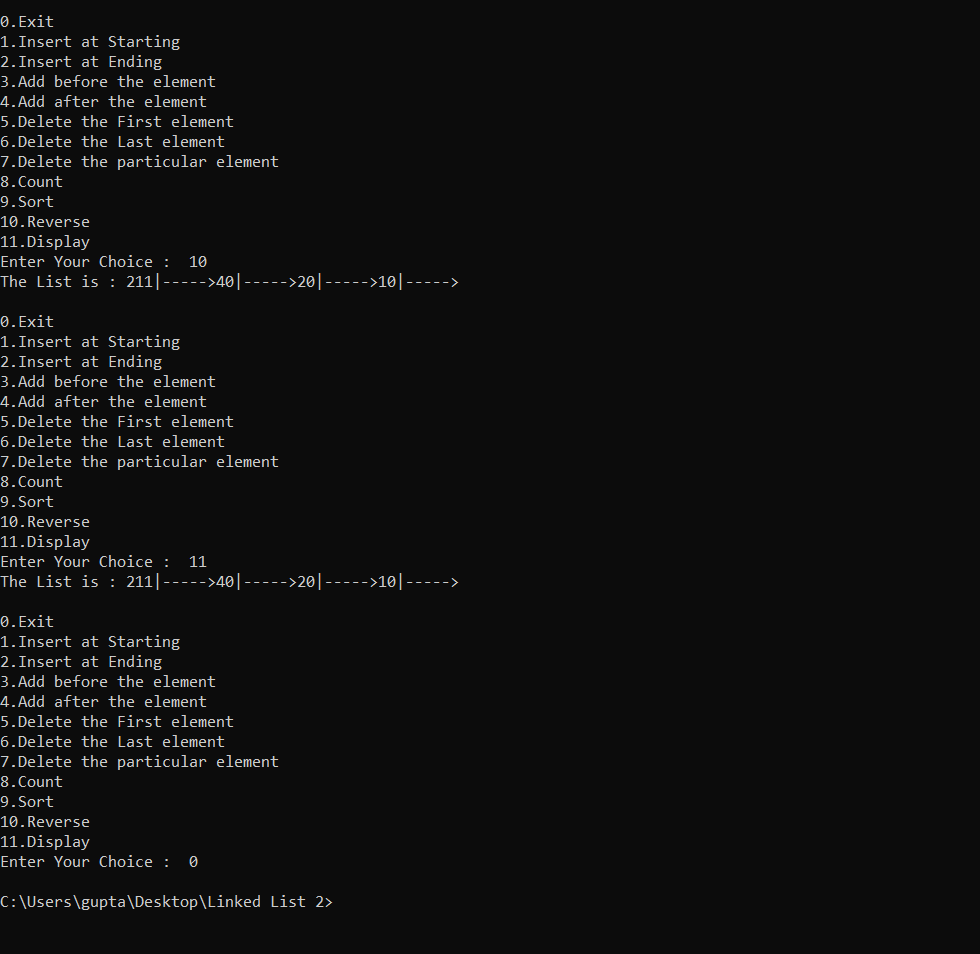 0.Exit
1.Insert at Starting
2.Insert at Ending
3.Add before the element
4.Add after the element
5.Delete the First element
6.Delete the Last element
7.Delete the particular element
8.Count
9.Sort
10.Reverse
11.Display
Enter Your Choice :  10
The List is : 211|----->40|----->20|----->10|----->
0.Exit
1.Insert at Starting
2.Insert at Ending
3.Add before the element
4.Add after the element
5.Delete the First element
6.Delete the Last element
7.Delete the particular element
8.Count
9.Sort
10.Reverse
11.Display
Enter Your Choice :  11
The List is : 211|----->40|----->20|----->10|----->
0.Exit
1.Insert at Starting
2.Insert at Ending
3.Add before the element
4.Add after the element
5.Delete the First element
6.Delete the Last element
7.Delete the particular element
8.Count
9.Sort
10.Reverse
11.Display
Enter Your Choice :  0
C:\Users\gupta\Desktop\Linked List 2>